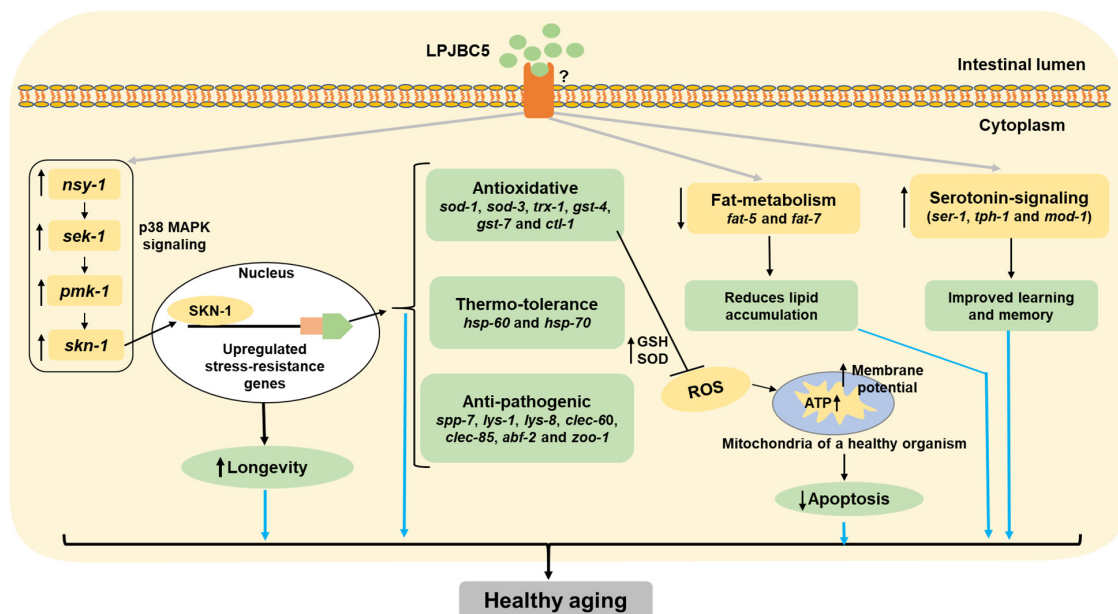 LPJBC5
?
Intestinal lumen
Cytoplasm
nsy-1
sek-1
pmk-1
skn-1
p38 MAPK
signaling
Nucleus
SKN-1
Upregulated
stress-resistance
genes
Longevity
Antioxidative
sod-1, sod-3, trx-1, gst-4,
gst-7 and ctl-1
Thermo-tolerance
hsp-60 and hsp-70
Anti-pathogenic
spp-7, lys-1, lys-8, clec-60,
clec-85, abf-2 and zoo-1
GSH
SOD
ROS
Fat-metabolism
fat-5 and fat-7
Reduces lipid
accumulation
Serotonin-signaling
(ser-1, tph-1 and mod-1)
Improved learning
and memory
Membrane
potential
ATP
Mitochondria of a healthy organism
Apoptosis
Healthy aging